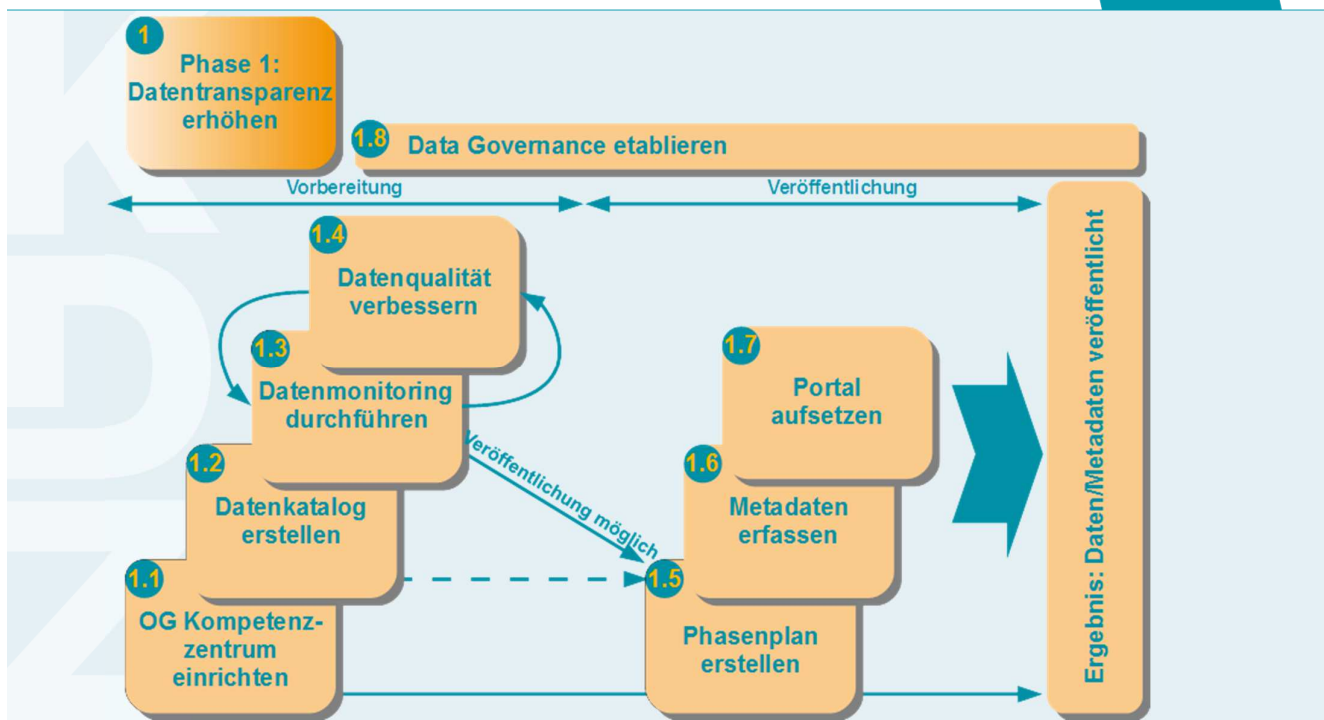 1
Phase 1:
Datentransparenz
erhöhen
1.8
Data Governance etablieren
Vorbereitung
Veröffentlichung
1.4
Datenqualität
verbessern
1.3
Datenmonitoring
durchführen
1.2
Datenkatalog
erstellen
1.1
OG Kompetenz-
zentrum
einrichten
Veröffentlichung möglich
1.7
Portal
aufsetzen
1.6
Metadaten
erfassen
1.5
Phasenplan
erstellen
Ergebnis: Daten/Metadaten veröffentlicht
KDN